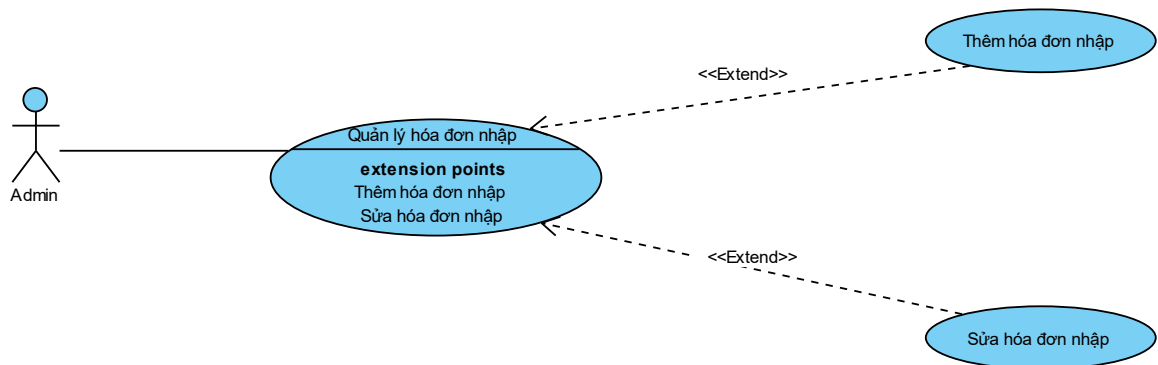 Thêm hóa đơn nhập
<<Extend>>
Quản lý hóa đơn nhập
extension points
Thêm hóa đơn nhập
Sửa hóa đơn nhập
Admin
<<Extend>>
Sửa hóa đơn nhập